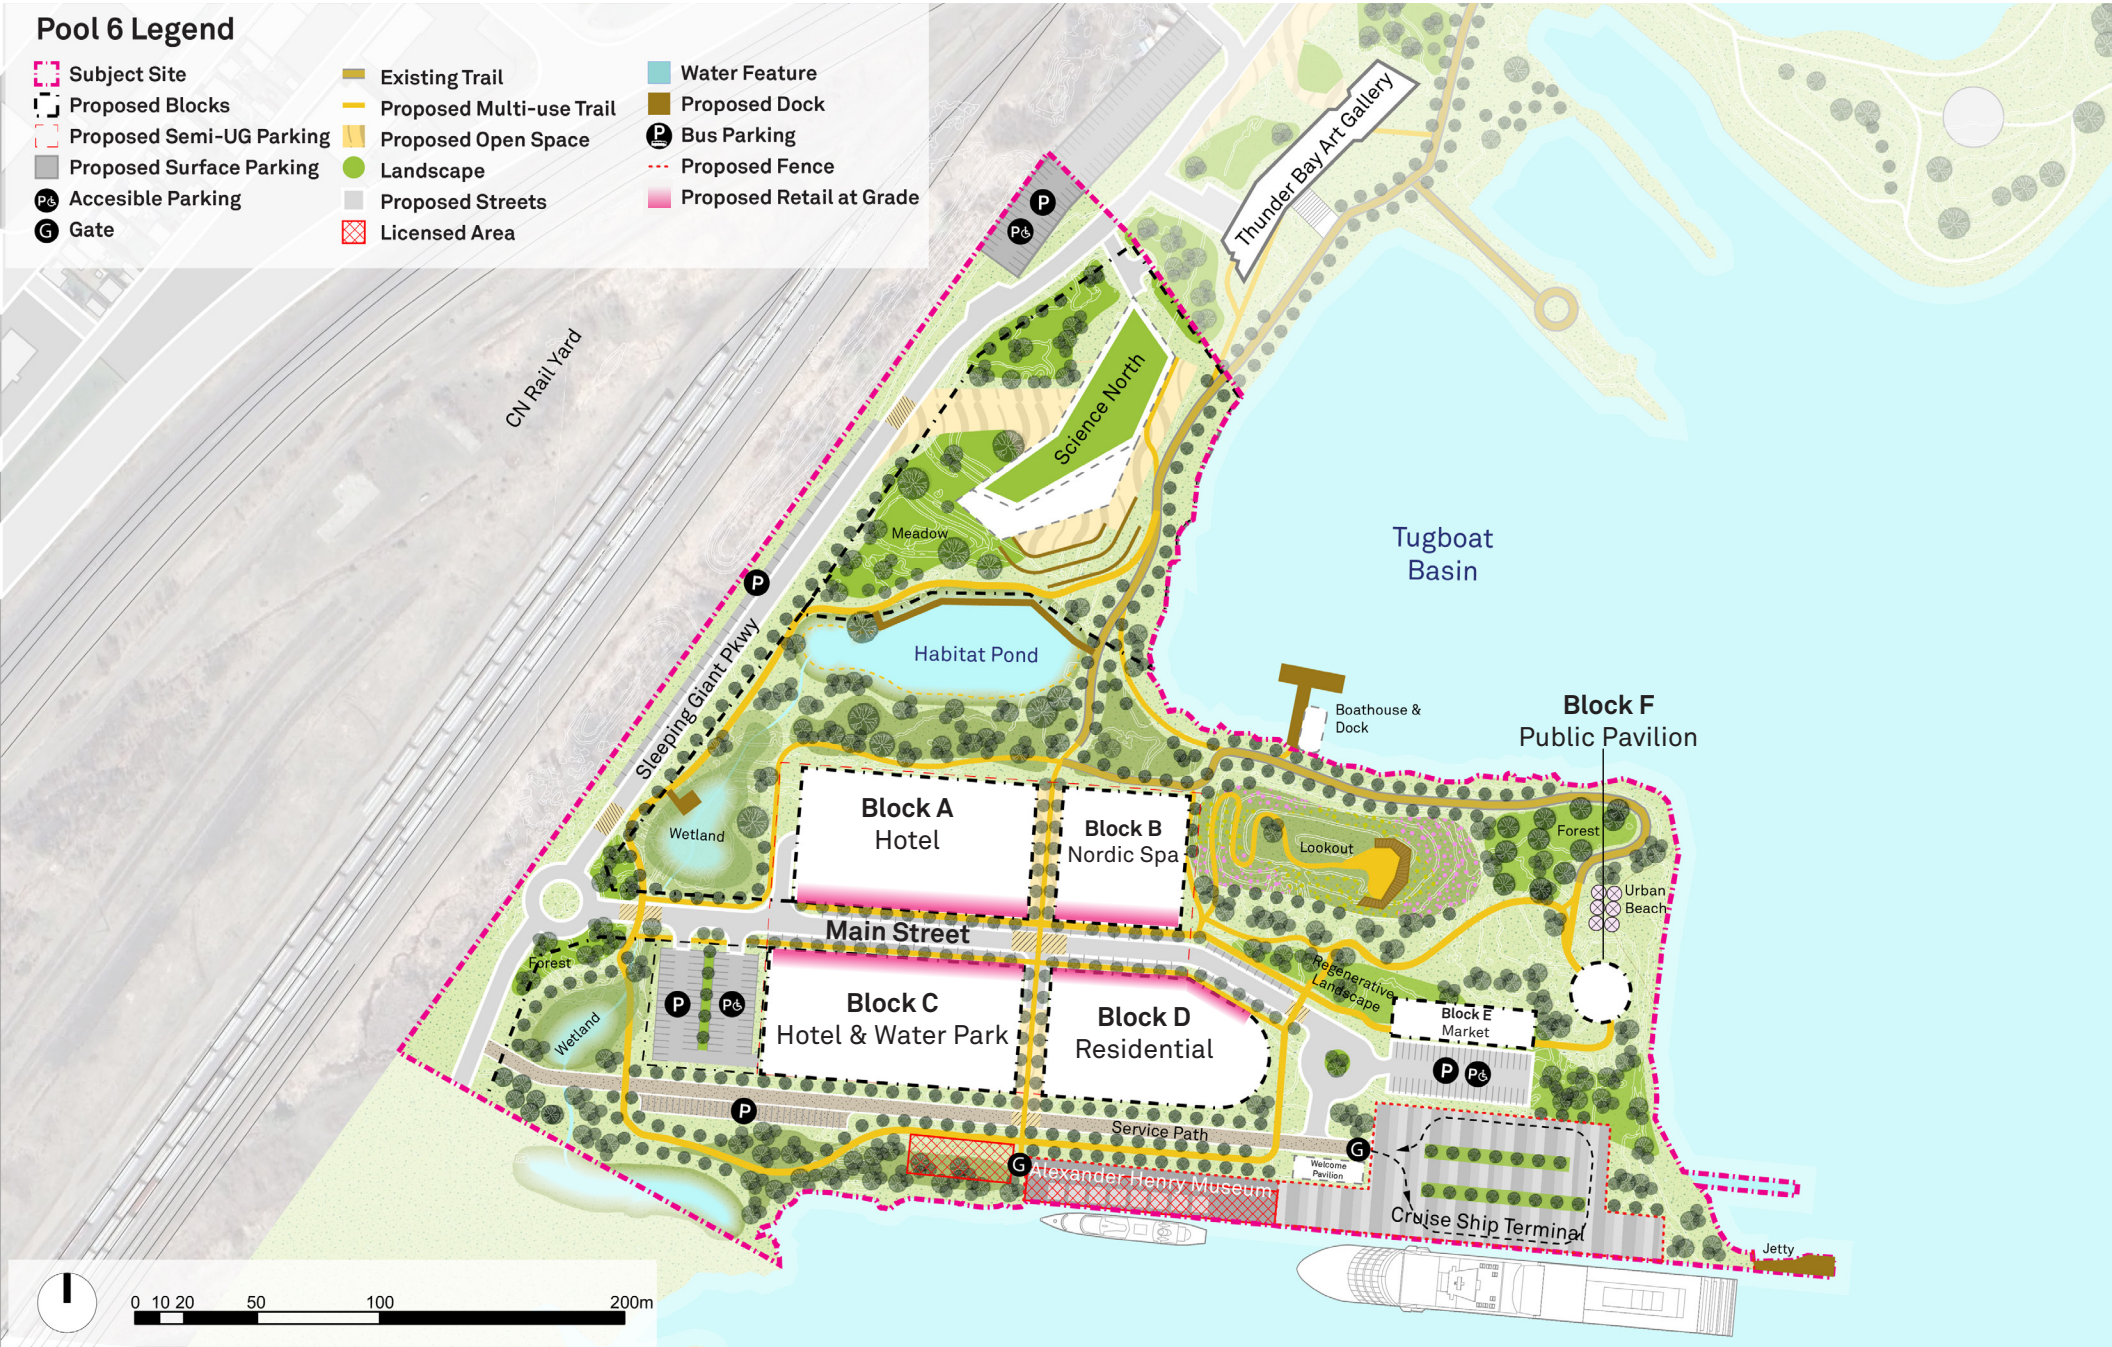 Pool 6 Legend
Subject Site
Proposed Blocks
Proposed Semi-UG Parking
Proposed Surface Parking
P Accesible Parking
G Gate
Existing Trail
Proposed Multi-use Trail
Proposed Open Space
Landscape
Proposed Streets
Licensed Area
Water Feature
Proposed Dock
P Bus Parking
Proposed Fence
Proposed Retail at Grade
Thunder Bay Art Gallery
P
P
CN Rail Yard
Science North
Meadow
Tugboat
Basin
P
Habitat Pond
Sleeping Giant Pkwy
Boathouse &
Dock
Block F
Public Pavilion
Wetland
Block A
Hotel
Block B
Nordic Spa
Lookout
Forest
Urban
Beach
Main Street
Forest
Wetland
P
P
Block C
Hotel & Water Park
Block D
Residential
Regenerative
Landscape
Block E
Market
P
P
P
Service Path
G
G
Welcome
Pavilion
Alexander Henry Museum
Cruise Ship Terminal
Jetty
0 10 20 50 100 200m